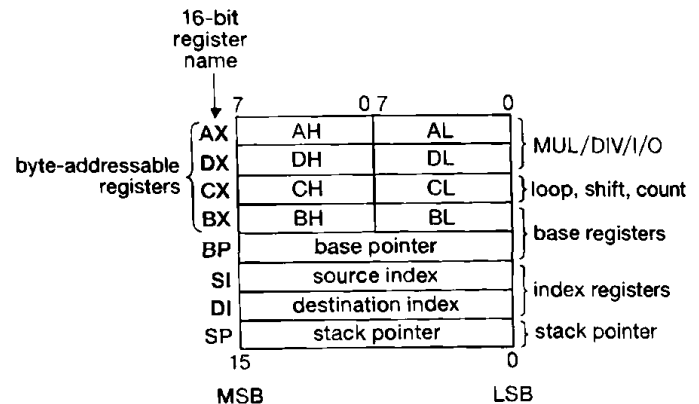 16-bit
register
name
7 0 7 0
AX AH AL
DX DH DL
MUL/DIV/I/O
byte-addressable
registers
CX CH CL
loop, shift, count
BX BH BL
BP base pointer
base registers
SI source index
DI destination index
index registers
SP stack pointer
stack pointer
15 0
MSB LSB